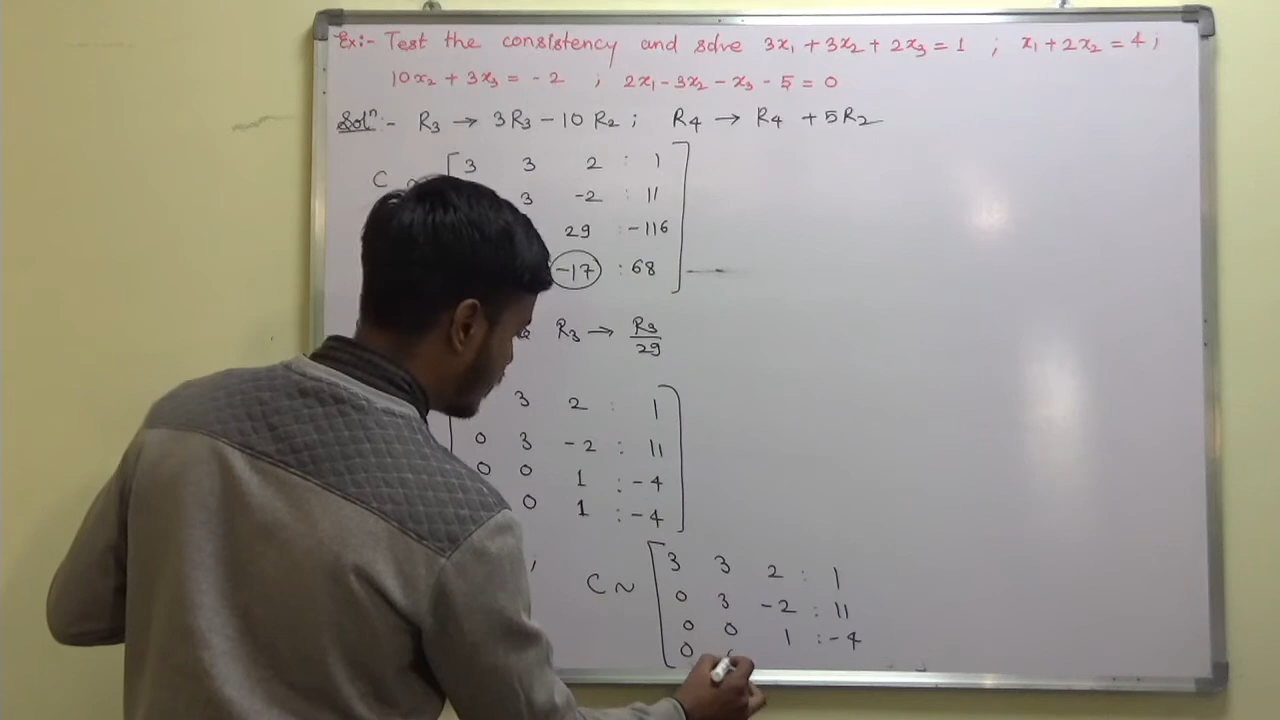 Ex:- Test the consistency and solve 3x₁ + 3x₂ + 2x₃ = 1 ; x₁ + 2x₂ = 4 ;
10x₂ + 3x₃ = -2 ; 2x₁ - 3x₂ - x₃ - 5 = 0
Solⁿ:- R₃ → 3R₃ - 10 R₂ ; R₄ → R₄ + 5R₂
C ~ [ 3 3 2 : 1 ]
3 -2 : 11
29 : -116
-17 : 68
R₃ → R₃/29
3 2 : 1
0 3 -2 : 11
0 0 1 : -4
0 1 : -4
C ~ [ 3 3 2 : 1
0 3 -2 : 11
0 0 1 : -4
0